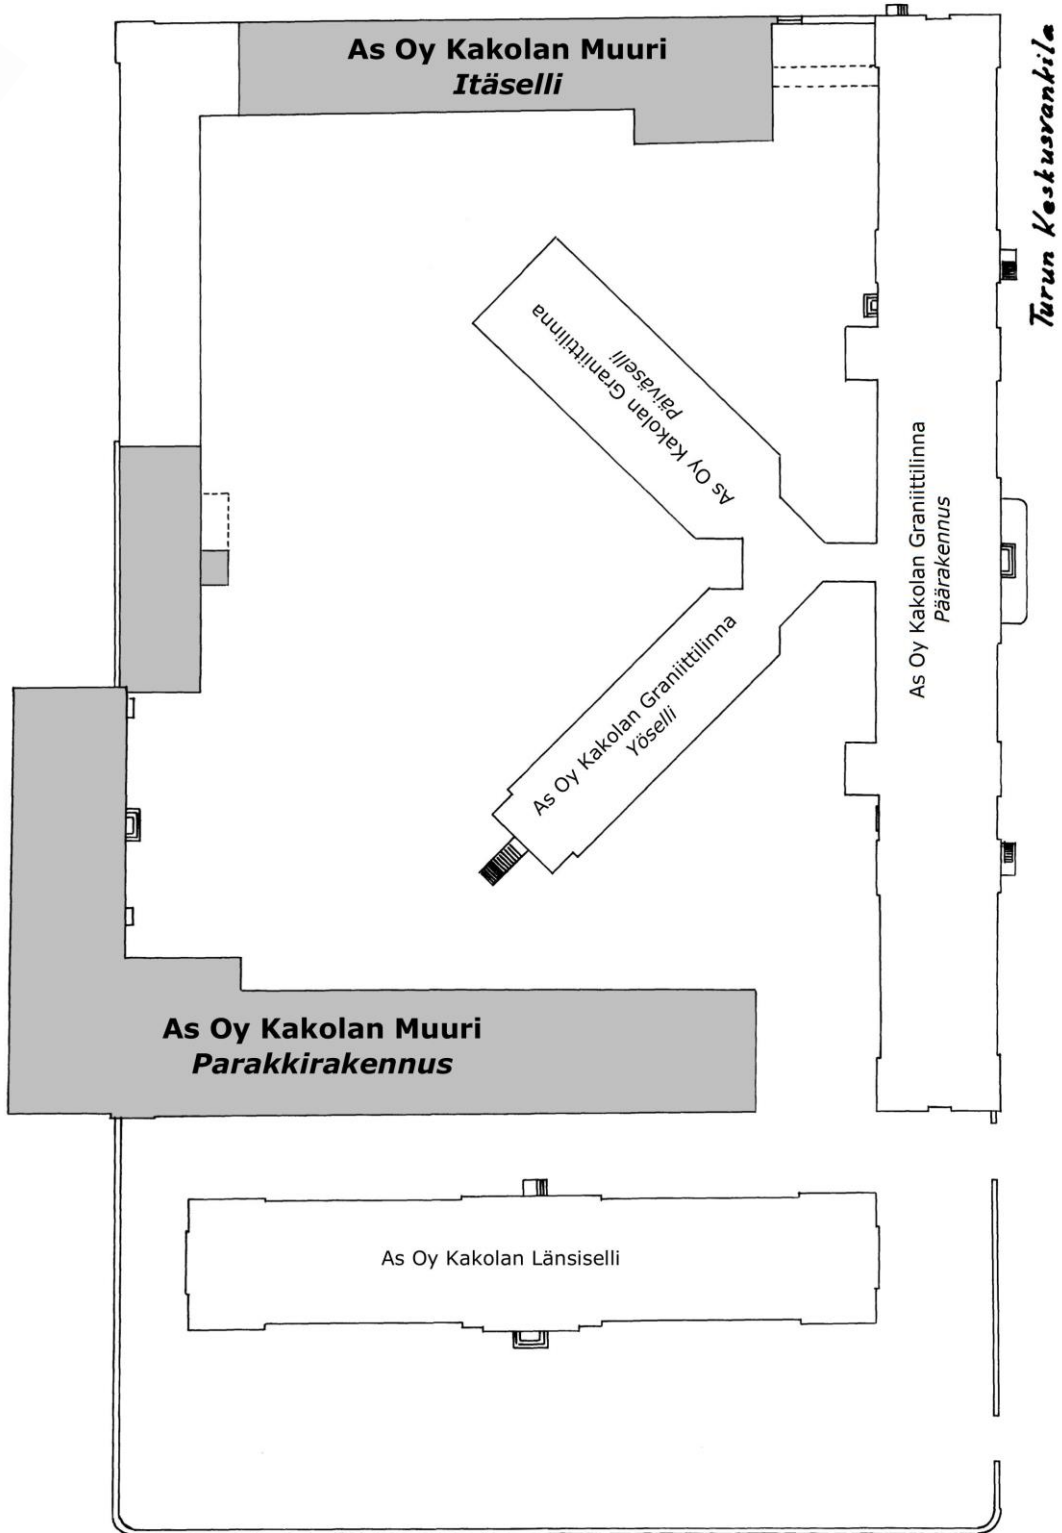 As Oy Kakolan Muuri
Itäselli
Turun Keskusvankila
As Oy Kakolan Graniittilinna
Päiväselli
As Oy Kakolan Graniittilinna
Päärakennus
As Oy Kakolan Graniittilinna
Yöselli
As Oy Kakolan Muuri
Parakkirakennus
As Oy Kakolan Länsiselli